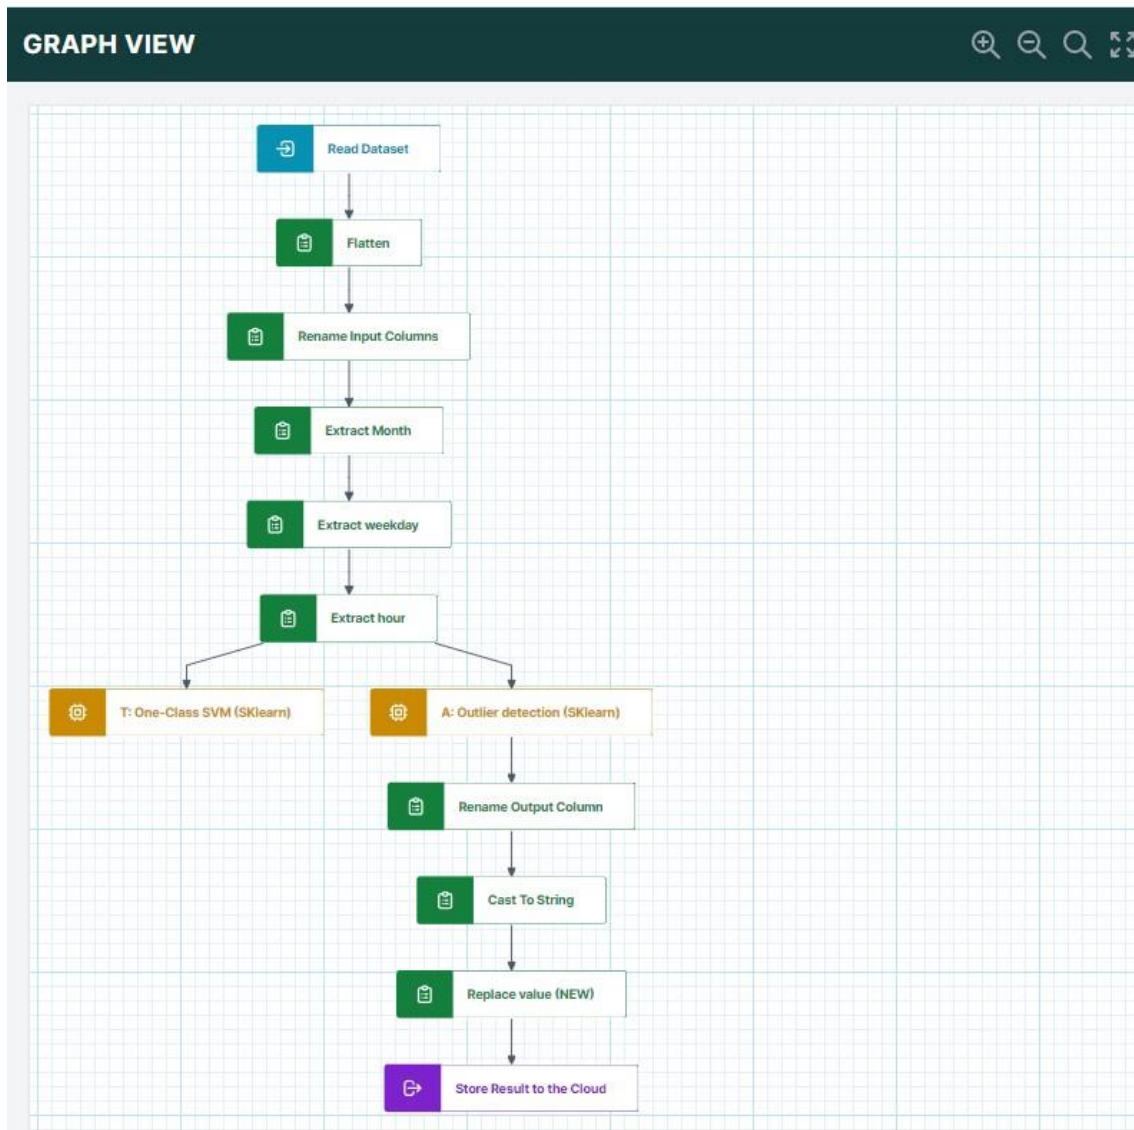 GRAPH VIEW
Read Dataset
Flatten
Rename Input Columns
Extract Month
Extract weekday
Extract hour
T: One-Class SVM (SKlearn)
A: Outlier detection (SKlearn)
Rename Output Column
Cast To String
Replace value (NEW)
Store Result to the Cloud